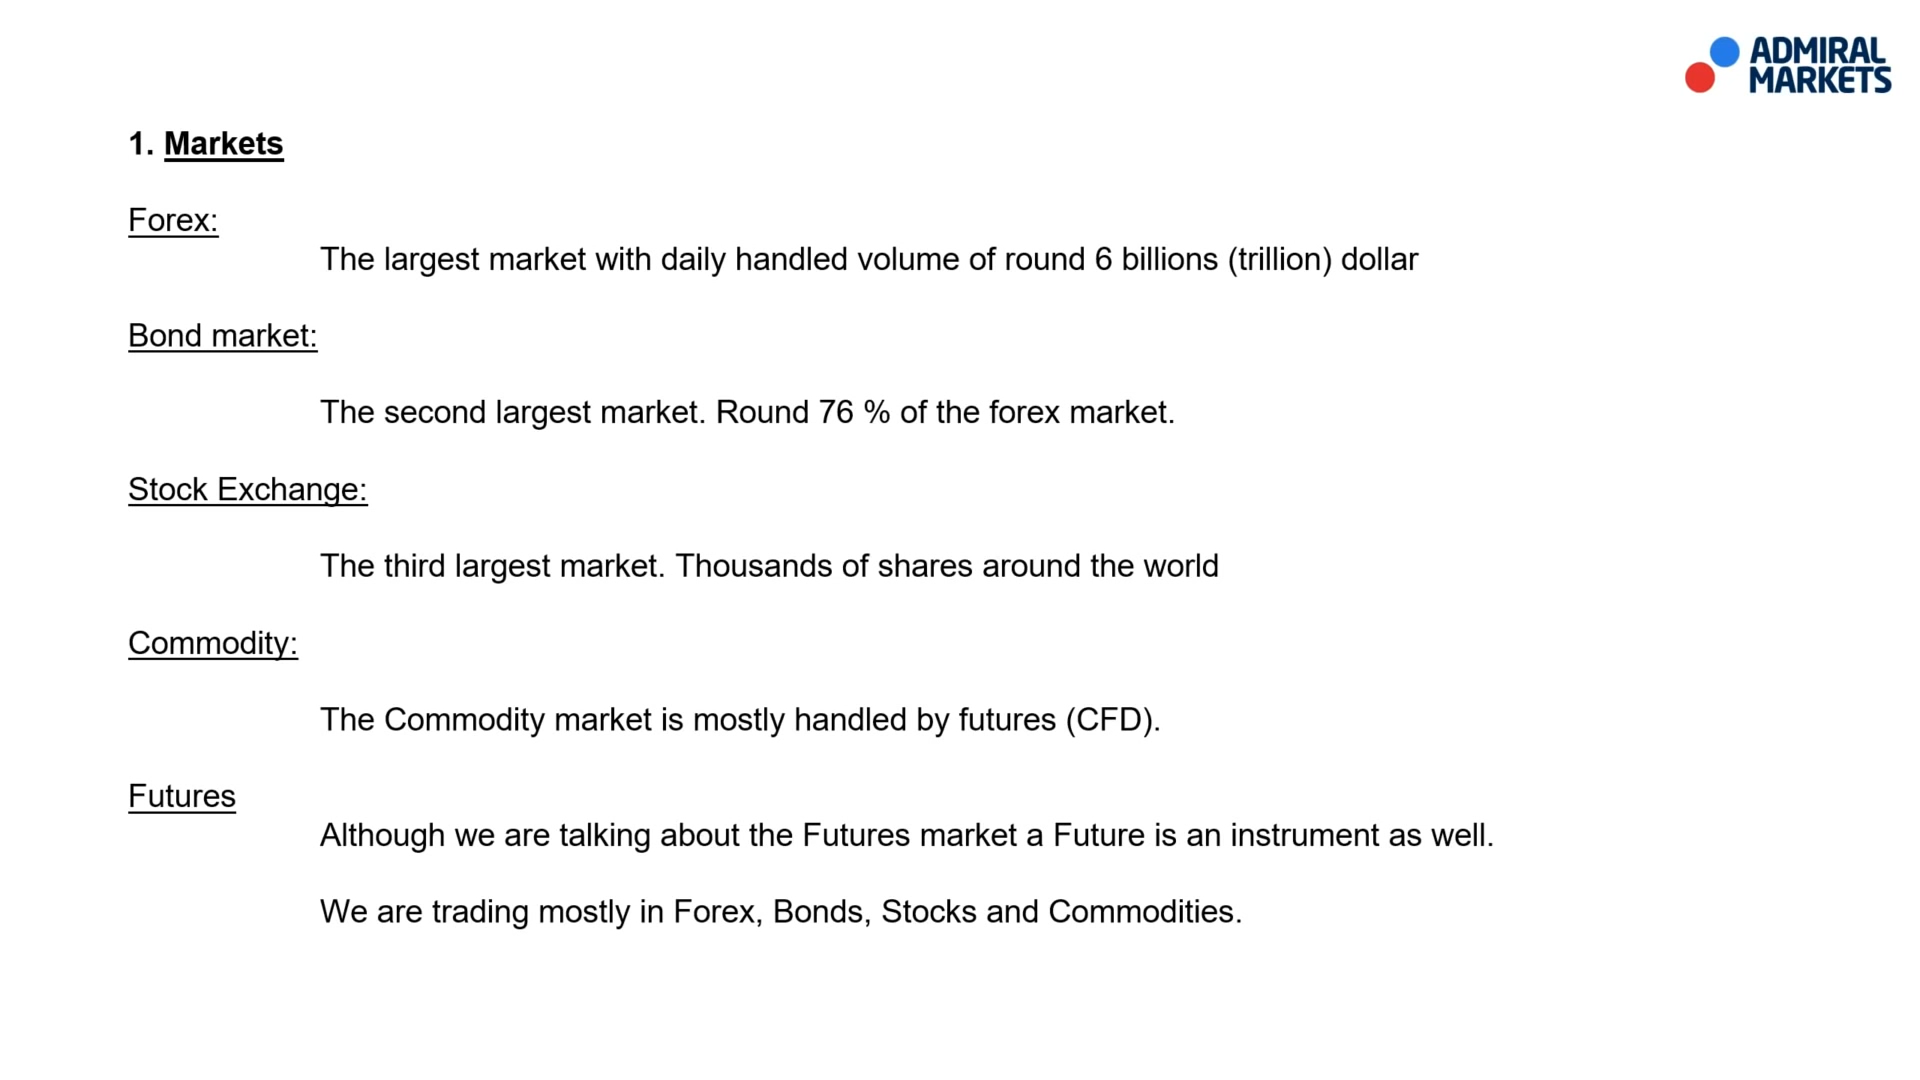 ADMIRAL
MARKETS
1. Markets
Forex:
The largest market with daily handled volume of round 6 billions (trillion) dollar
Bond market:
The second largest market. Round 76 % of the forex market.
Stock Exchange:
The third largest market. Thousands of shares around the world
Commodity:
The Commodity market is mostly handled by futures (CFD).
Futures
Although we are talking about the Futures market a Future is an instrument as well.
We are trading mostly in Forex, Bonds, Stocks and Commodities.